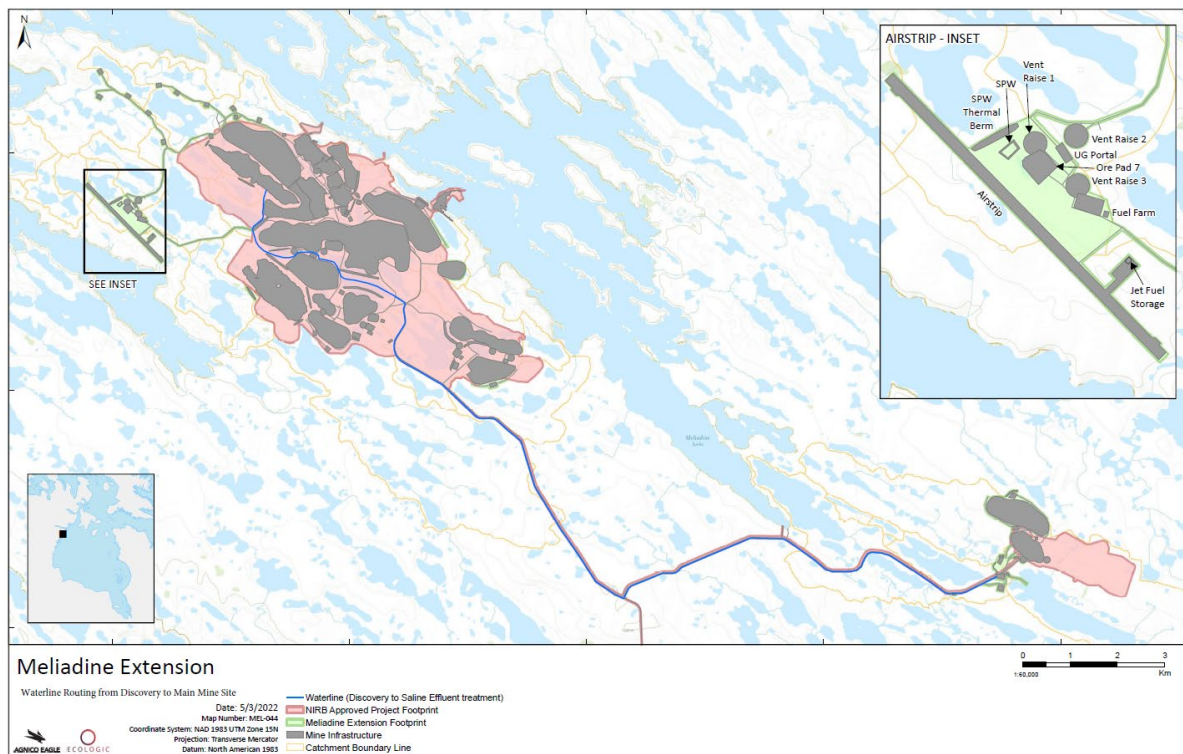 N
AIRSTRIP - INSET
Vent
Raise 1
SPW
SPW
Thermal
Berm
Vent Raise 2
UG Portal
Ore Pad 7
Vent Raise 3
Airstrip
Fuel Farm
Jet Fuel
Storage
SEE INSET
Meliadine
Lake
Meliadine Extension
Waterline Routing from Discovery to Main Mine Site
Date: 5/3/2022
Map Number: MEL-044
Coordinate System: NAD 1983 UTM Zone 15N
Projection: Transverse Mercator
Datum: North American 1983
AGNICO EAGLE
ECOLOGIC
Waterline (Discovery to Saline Effluent treatment)
NIRB Approved Project Footprint
Meliadine Extension Footprint
Mine Infrastructure
Catchment Boundary Line
0 1 2 3
1:60,000 Km